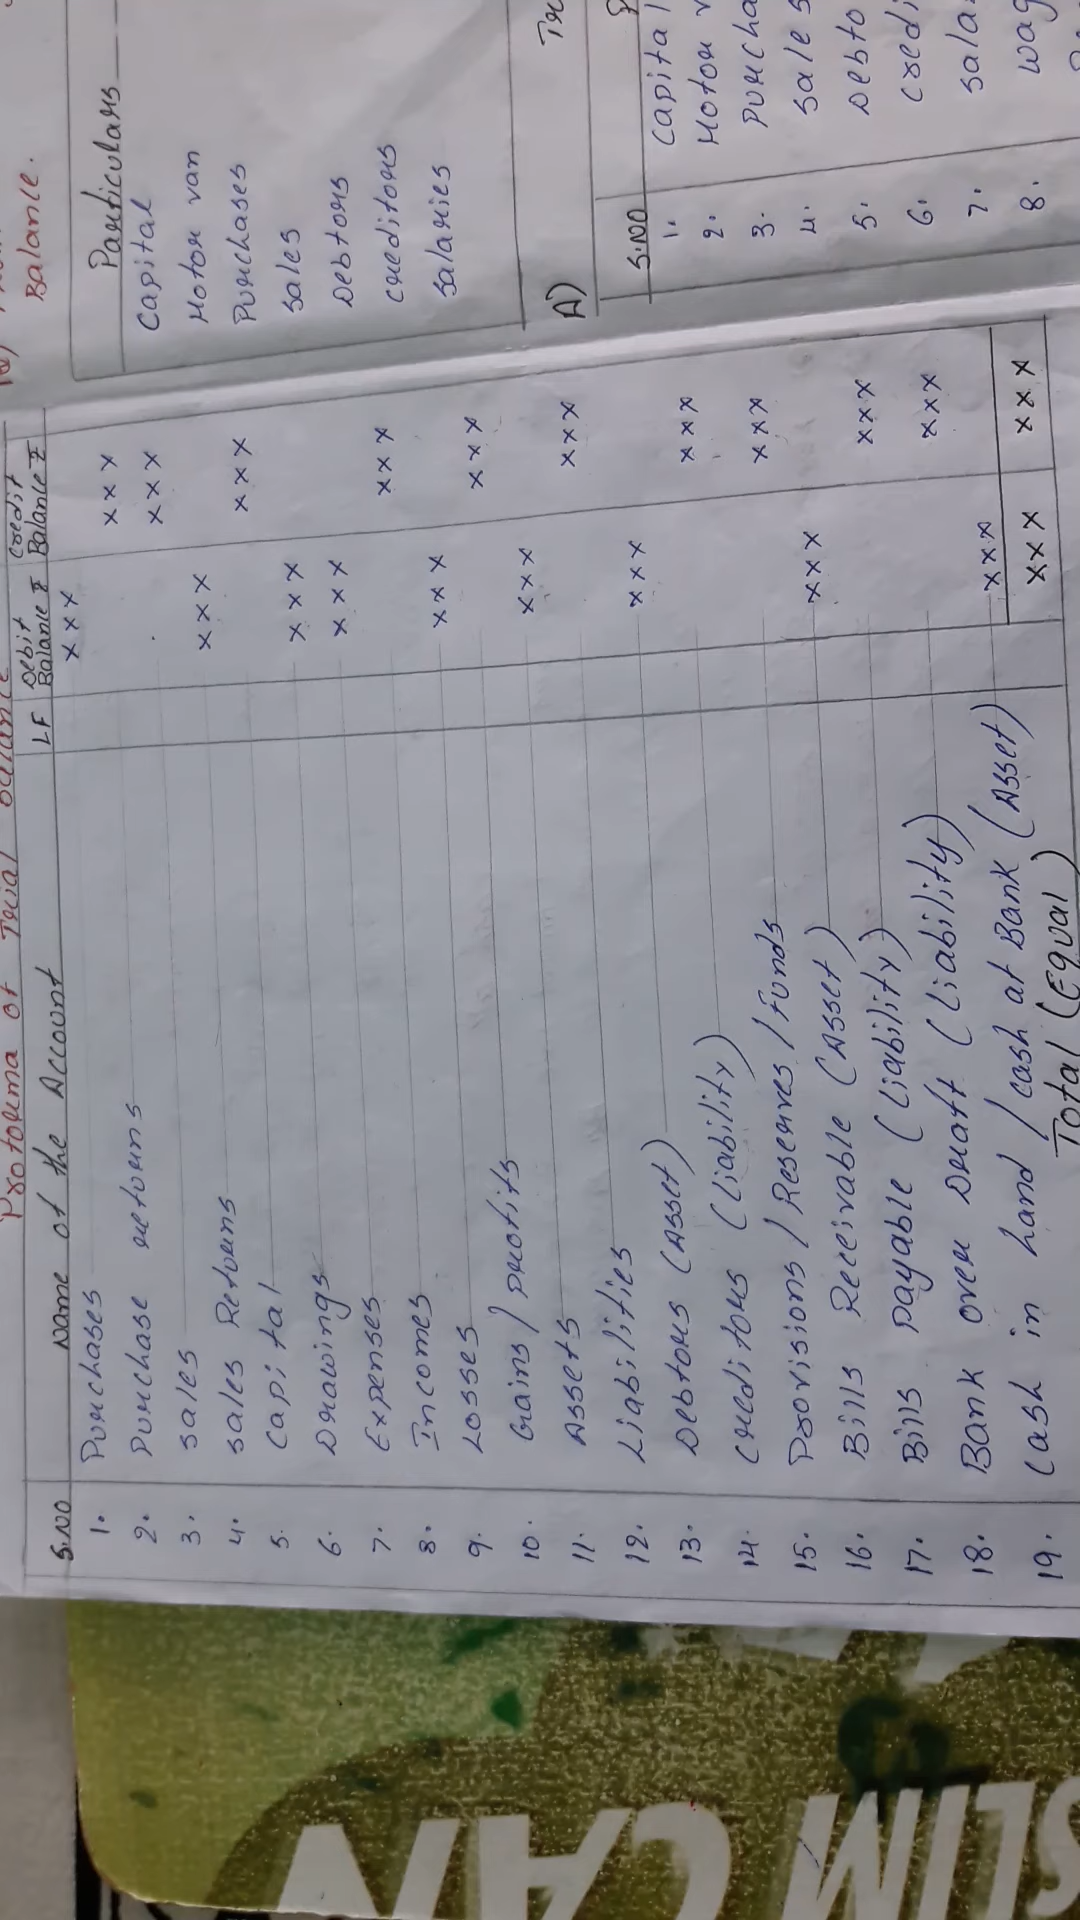 Proforma of Trial Balance
S.NO Name of the Account LF Debit Balance ₹ Credit Balance ₹
1. Purchases xxx
2. Purchase returns xxx
3. sales xxx
4. sales Returns xxx
5. Capital xxx
6. Drawings xxx
7. Expenses xxx
8. Incomes xxx
9. Losses xxx
10. Gains / profits xxx
11. Assets xxx
12. Liabilities xxx
13. Debtors (Asset) xxx
14. creditors (Liability) xxx
15. Provisions / Reserves / funds xxx
16. Bills Receivable (Asset) xxx
17. Bills payable (Liability) xxx
18. Bank over Draft (Liability) xxx
19. Cash in hand / cash at Bank (Asset) xxx
Total (Equal) xxx xxx
Balance.
Particulars
Capital
Motor van
Purchases
Sales
Debtors
creditors
salaries
A)
S.NO
1. Capital
2. Motor v
3. Purcha
4. Sales
5. Debto
6. credi
7. sala
8. wag
SLIM